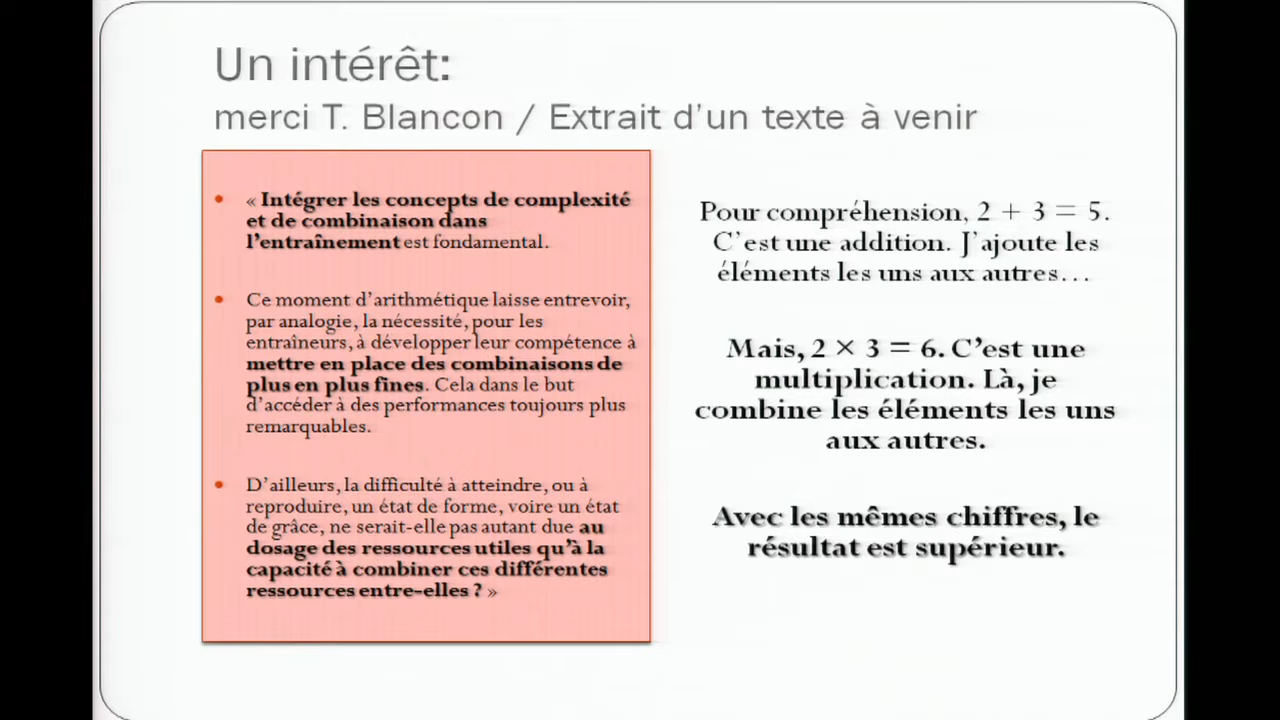 Un intérêt:
merci T. Blancon / Extrait d’un texte à venir
• « Intégrer les concepts de complexité
et de combinaison dans
l’entraînement est fondamental.
• Ce moment d’arithmétique laisse entrevoir,
par analogie, la nécessité, pour les
entraîneurs, à développer leur compétence à
mettre en place des combinaisons de
plus en plus fines. Cela dans le but
d’accéder à des performances toujours plus
remarquables.
• D’ailleurs, la difficulté à atteindre, ou à
reproduire, un état de forme, voire un état
de grâce, ne serait-elle pas autant due au
dosage des ressources utiles qu’à la
capacité à combiner ces différentes
ressources entre-elles ? »
Pour compréhension, 2 + 3 = 5.
C’est une addition. J’ajoute les
éléments les uns aux autres…
Mais, 2 × 3 = 6. C’est une
multiplication. Là, je
combine les éléments les uns
aux autres.
Avec les mêmes chiffres, le
résultat est supérieur.